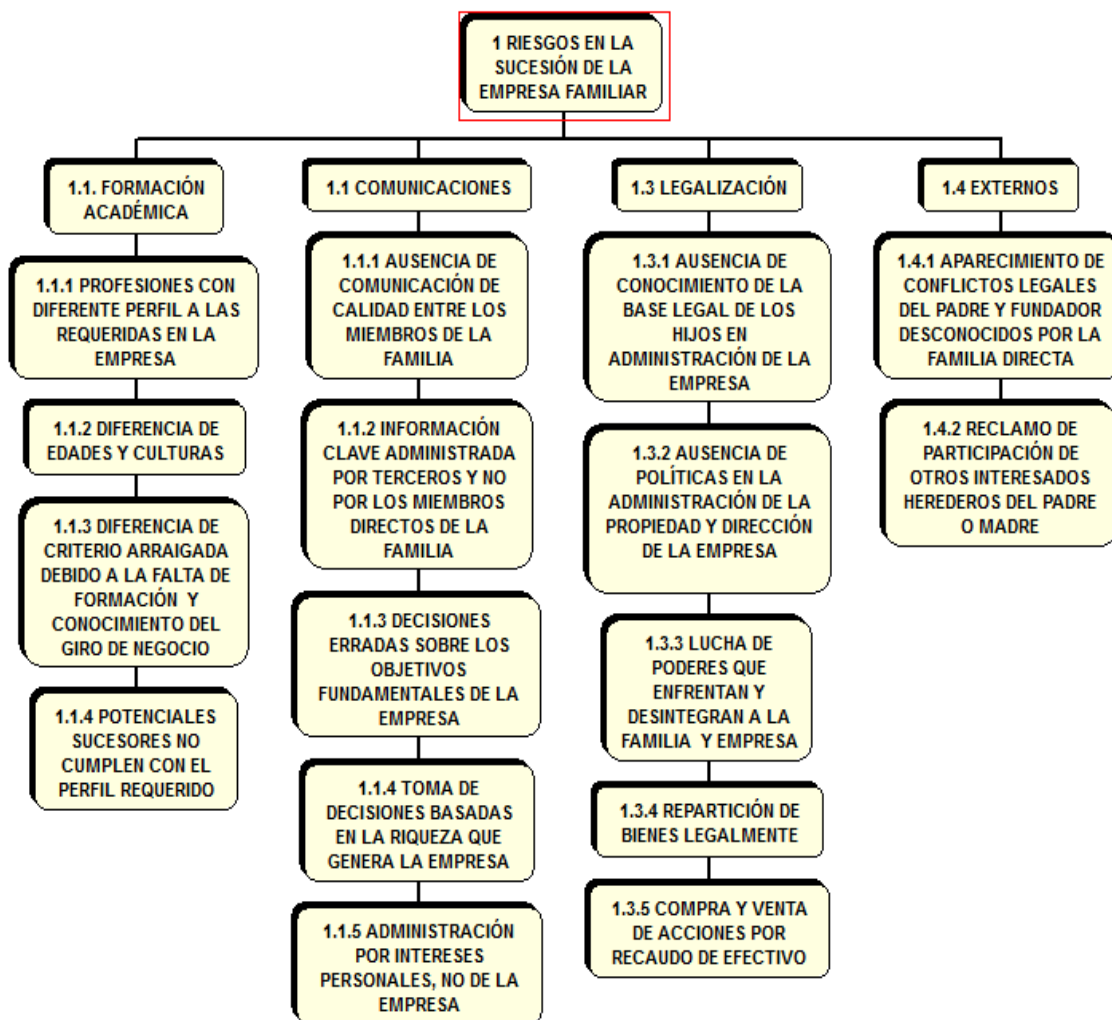 1 RIESGOS EN LA
SUCESIÓN DE LA
EMPRESA FAMILIAR
1.1. FORMACIÓN
ACADÉMICA
1.1.1 PROFESIONES CON
DIFERENTE PERFIL A LAS
REQUERIDAS EN LA
EMPRESA
1.1.2 DIFERENCIA DE
EDADES Y CULTURAS
1.1.3 DIFERENCIA DE
CRITERIO ARRAIGADA
DEBIDO A LA FALTA DE
FORMACIÓN Y
CONOCIMIENTO DEL
GIRO DE NEGOCIO
1.1.4 POTENCIALES
SUCESORES NO
CUMPLEN CON EL
PERFIL REQUERIDO
1.1 COMUNICACIONES
1.1.1 AUSENCIA DE
COMUNICACIÓN DE
CALIDAD ENTRE LOS
MIEMBROS DE LA
FAMILIA
1.1.2 INFORMACIÓN
CLAVE ADMINISTRADA
POR TERCEROS Y NO
POR LOS MIEMBROS
DIRECTOS DE LA
FAMILIA
1.1.3 DECISIONES
ERRADAS SOBRE LOS
OBJETIVOS
FUNDAMENTALES DE LA
EMPRESA
1.1.4 TOMA DE
DECISIONES BASADAS
EN LA RIQUEZA QUE
GENERA LA EMPRESA
1.1.5 ADMINISTRACIÓN
POR INTERESES
PERSONALES, NO DE LA
EMPRESA
1.3 LEGALIZACIÓN
1.3.1 AUSENCIA DE
CONOCIMIENTO DE LA
BASE LEGAL DE LOS
HIJOS EN
ADMINISTRACIÓN DE LA
EMPRESA
1.3.2 AUSENCIA DE
POLÍTICAS EN LA
ADMINISTRACIÓN DE LA
PROPIEDAD Y DIRECCIÓN
DE LA EMPRESA
1.3.3 LUCHA DE
PODERES QUE
ENFRENTAN Y
DESINTEGRAN A LA
FAMILIA Y EMPRESA
1.3.4 REPARTICIÓN DE
BIENES LEGALMENTE
1.3.5 COMPRA Y VENTA
DE ACCIONES POR
RECAUDO DE EFECTIVO
1.4 EXTERNOS
1.4.1 APARECIMIENTO DE
CONFLICTOS LEGALES
DEL PADRE Y FUNDADOR
DESCONOCIDOS POR LA
FAMILIA DIRECTA
1.4.2 RECLAMO DE
PARTICIPACIÓN DE
OTROS INTERESADOS
HEREDEROS DEL PADRE
O MADRE